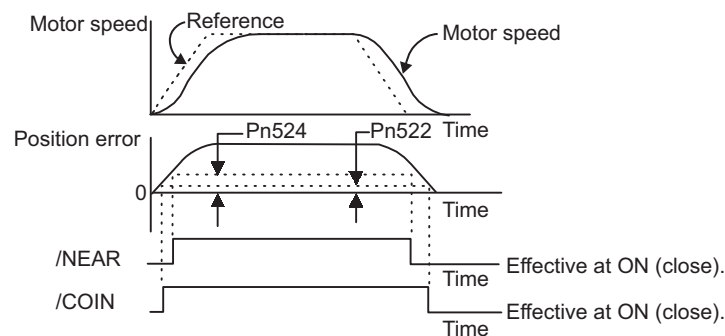 Motor speed
Reference
Motor speed
Time
Position error
Pn524
Pn522
0
Time
/NEAR
Effective at ON (close).
Time
/COIN
Effective at ON (close).
Time